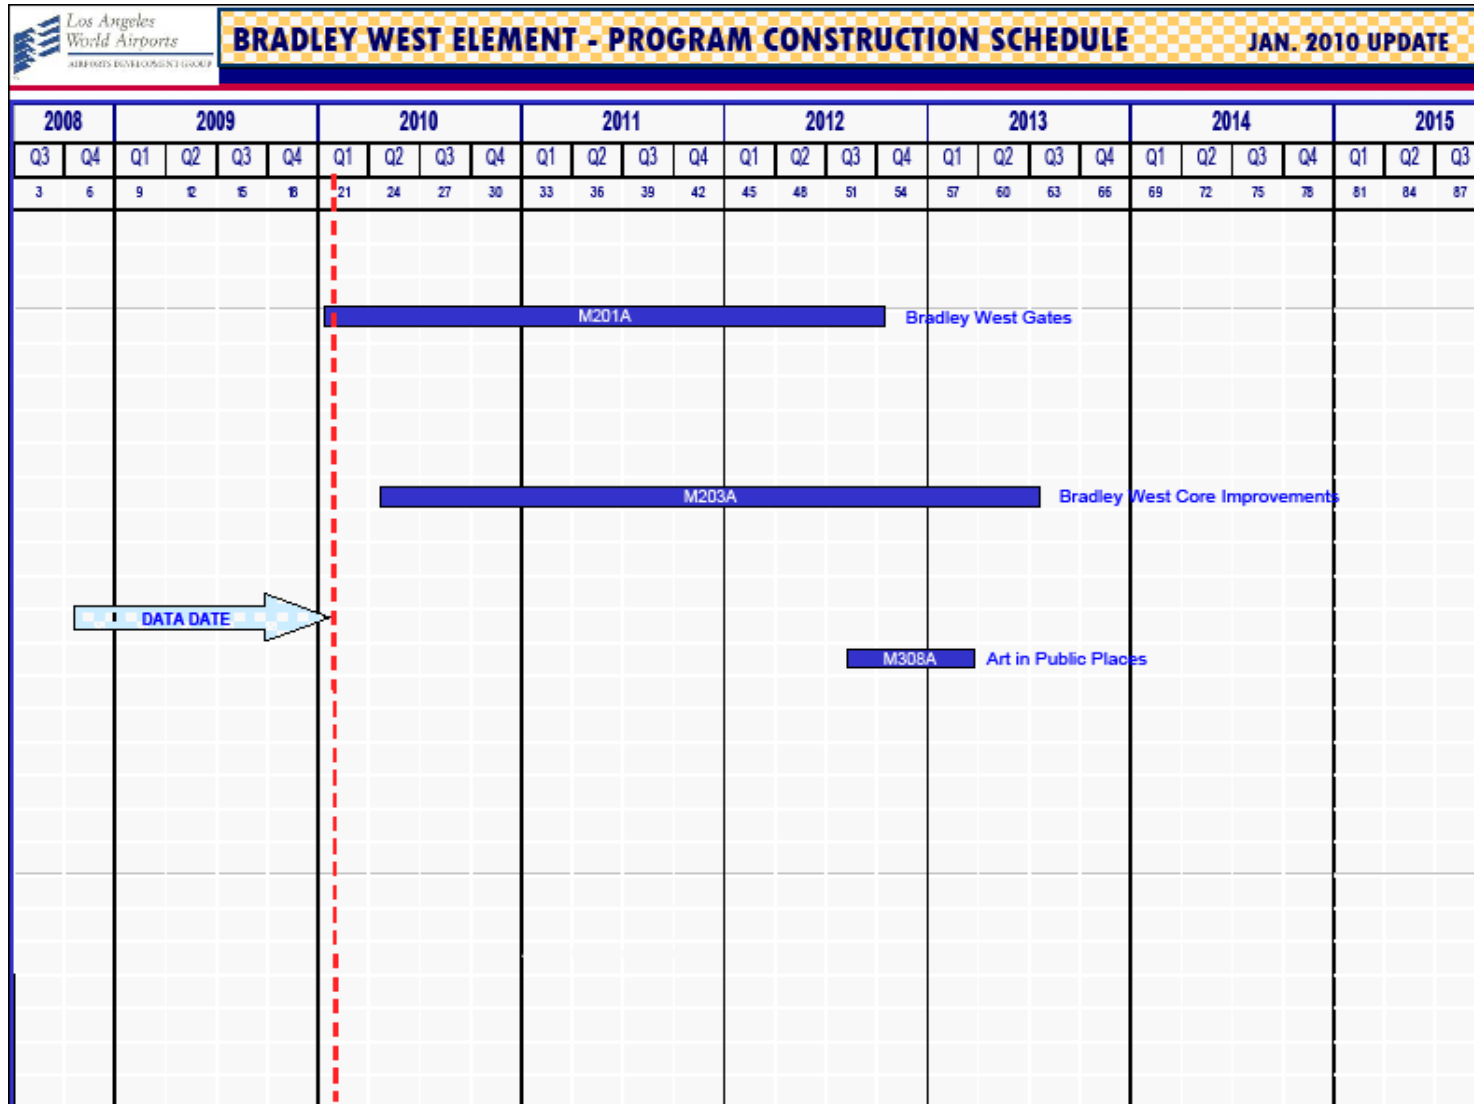 Los Angeles
World Airports
AIRPORTS DEVELOPMENT GROUP
BRADLEY WEST ELEMENT - PROGRAM CONSTRUCTION SCHEDULE JAN. 2010 UPDATE
2008 2009 2010 2011 2012 2013 2014 2015
Q3 Q4 Q1 Q2 Q3 Q4 Q1 Q2 Q3 Q4 Q1 Q2 Q3 Q4 Q1 Q2 Q3 Q4 Q1 Q2 Q3 Q4 Q1 Q2 Q3 Q4 Q1 Q2 Q3
3 6 9 12 15 18 21 24 27 30 33 36 39 42 45 48 51 54 57 60 63 66 69 72 75 78 81 84 87
M201A Bradley West Gates
M203A Bradley West Core Improvements
DATA DATE
M308A Art in Public Places